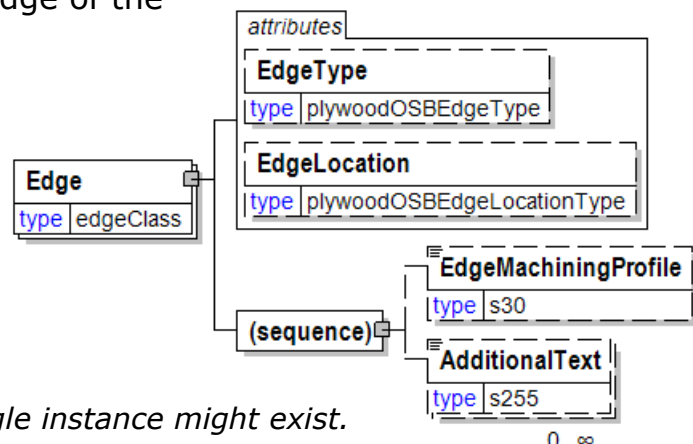 dge of the
attributes
EdgeType
type plywoodOSBEdgeType
EdgeLocation
type plywoodOSBEdgeLocationType
Edge
type edgeClass
EdgeMachiningProfile
type s30
(sequence)
AdditionalText
type s255
gle instance might exist.
0 ∞